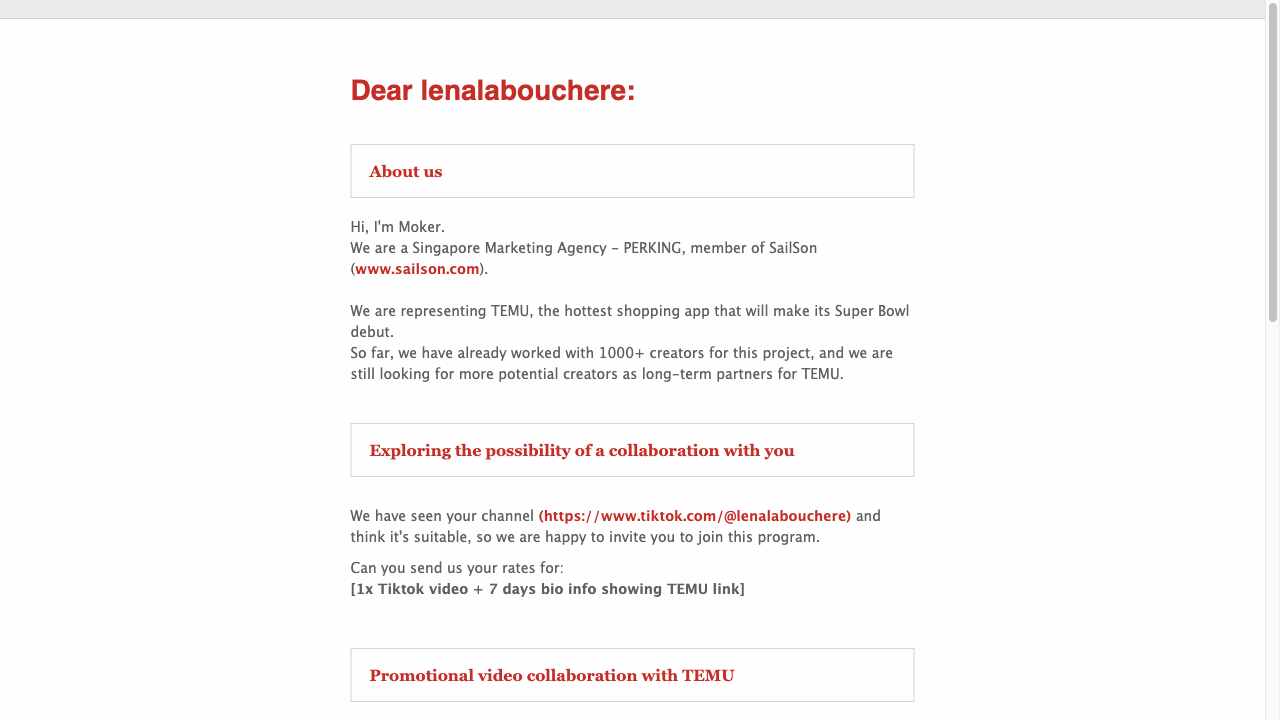 Dear lenalabouchere:
About us
Hi, I'm Moker.
We are a Singapore Marketing Agency - PERKING, member of SailSon
(www.sailson.com).
We are representing TEMU, the hottest shopping app that will make its Super Bowl
debut.
So far, we have already worked with 1000+ creators for this project, and we are
still looking for more potential creators as long-term partners for TEMU.
Exploring the possibility of a collaboration with you
We have seen your channel (https://www.tiktok.com/@lenalabouchere) and
think it's suitable, so we are happy to invite you to join this program.
Can you send us your rates for:
[1x Tiktok video + 7 days bio info showing TEMU link]
Promotional video collaboration with TEMU